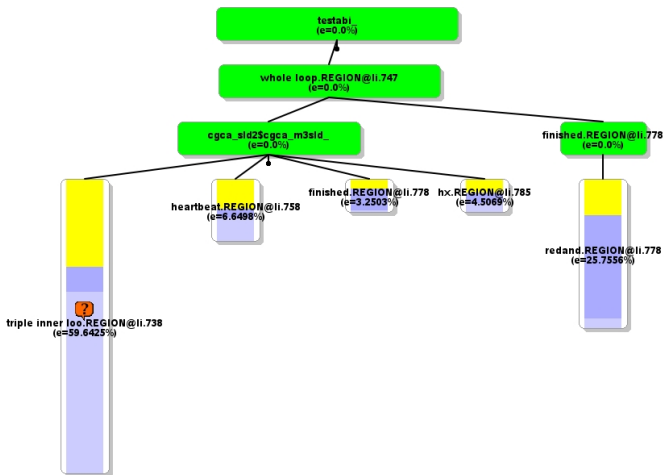 testabi_
(e=0.0%)
whole loop.REGION@li.747
(e=0.0%)
cgca_sld2$cgca_m3sld_
(e=0.0%)
finished.REGION@li.778
(e=0.0%)
heartbeat.REGION@li.758
(e=6.6498%)
finished.REGION@li.778
(e=3.2503%)
hx.REGION@li.785
(e=4.5069%)
redand.REGION@li.778
(e=25.7556%)
?
triple inner loo.REGION@li.738
(e=59.6425%)